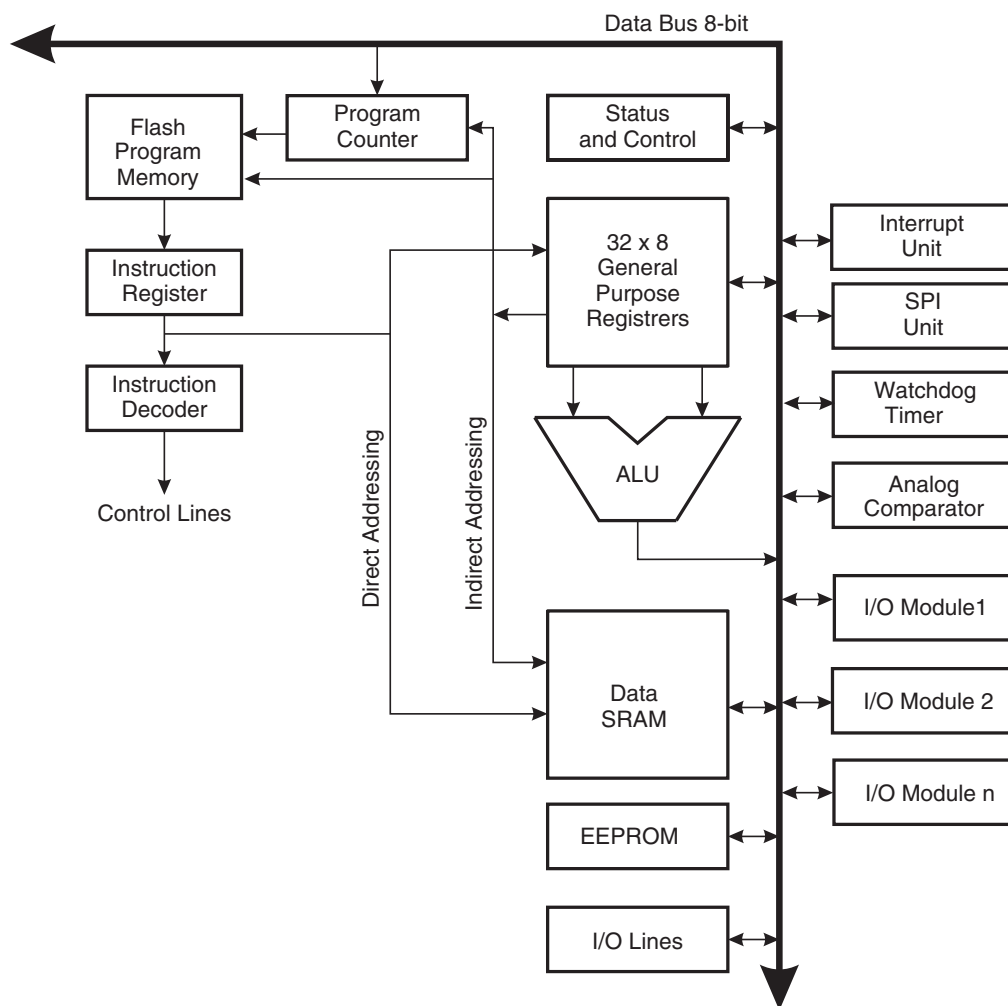 Data Bus 8-bit
Flash
Program
Memory
Program
Counter
Status
and Control
Interrupt
Unit
32 x 8
General
Purpose
Registrers
Instruction
Register
SPI
Unit
Instruction
Decoder
Watchdog
Timer
Control Lines
Direct Addressing
Indirect Addressing
ALU
Analog
Comparator
I/O Module1
Data
SRAM
I/O Module 2
I/O Module n
EEPROM
I/O Lines